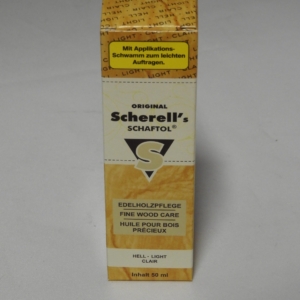 Mit Applikations-
Schwamm zum leichten
Auftragen.
ORIGINAL
Scherell's
SCHAFTOL®
S
EDELHOLZPFLEGE
FINE WOOD CARE
HUILE POUR BOIS
PRÉCIEUX
HELL - LIGHT
CLAIR
Inhalt 50 ml